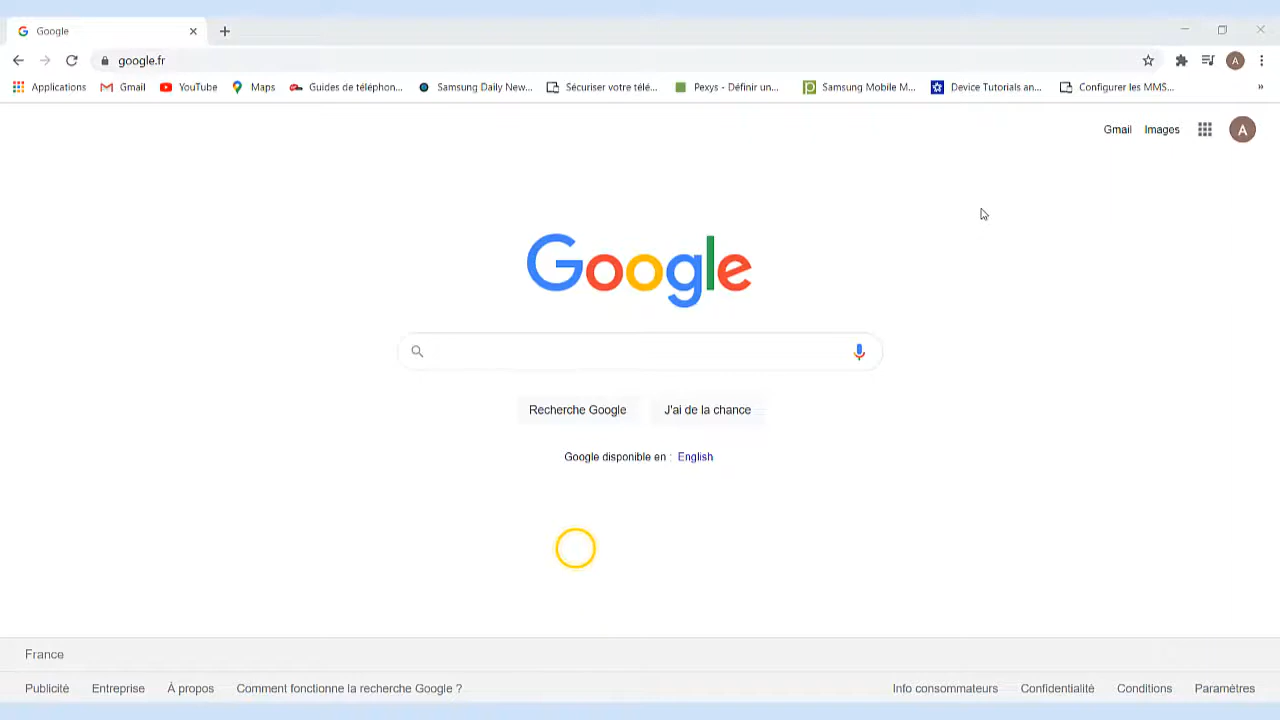 Google
google.fr
Applications Gmail YouTube Maps Guides de téléphon... Samsung Daily New... Sécuriser votre télé... Pexys - Définir un... Samsung Mobile M... Device Tutorials an... Configurer les MMS... »
Gmail Images A
Google
Recherche Google J'ai de la chance
Google disponible en : English
France
Publicité Entreprise À propos Comment fonctionne la recherche Google ? Info consommateurs Confidentialité Conditions Paramètres